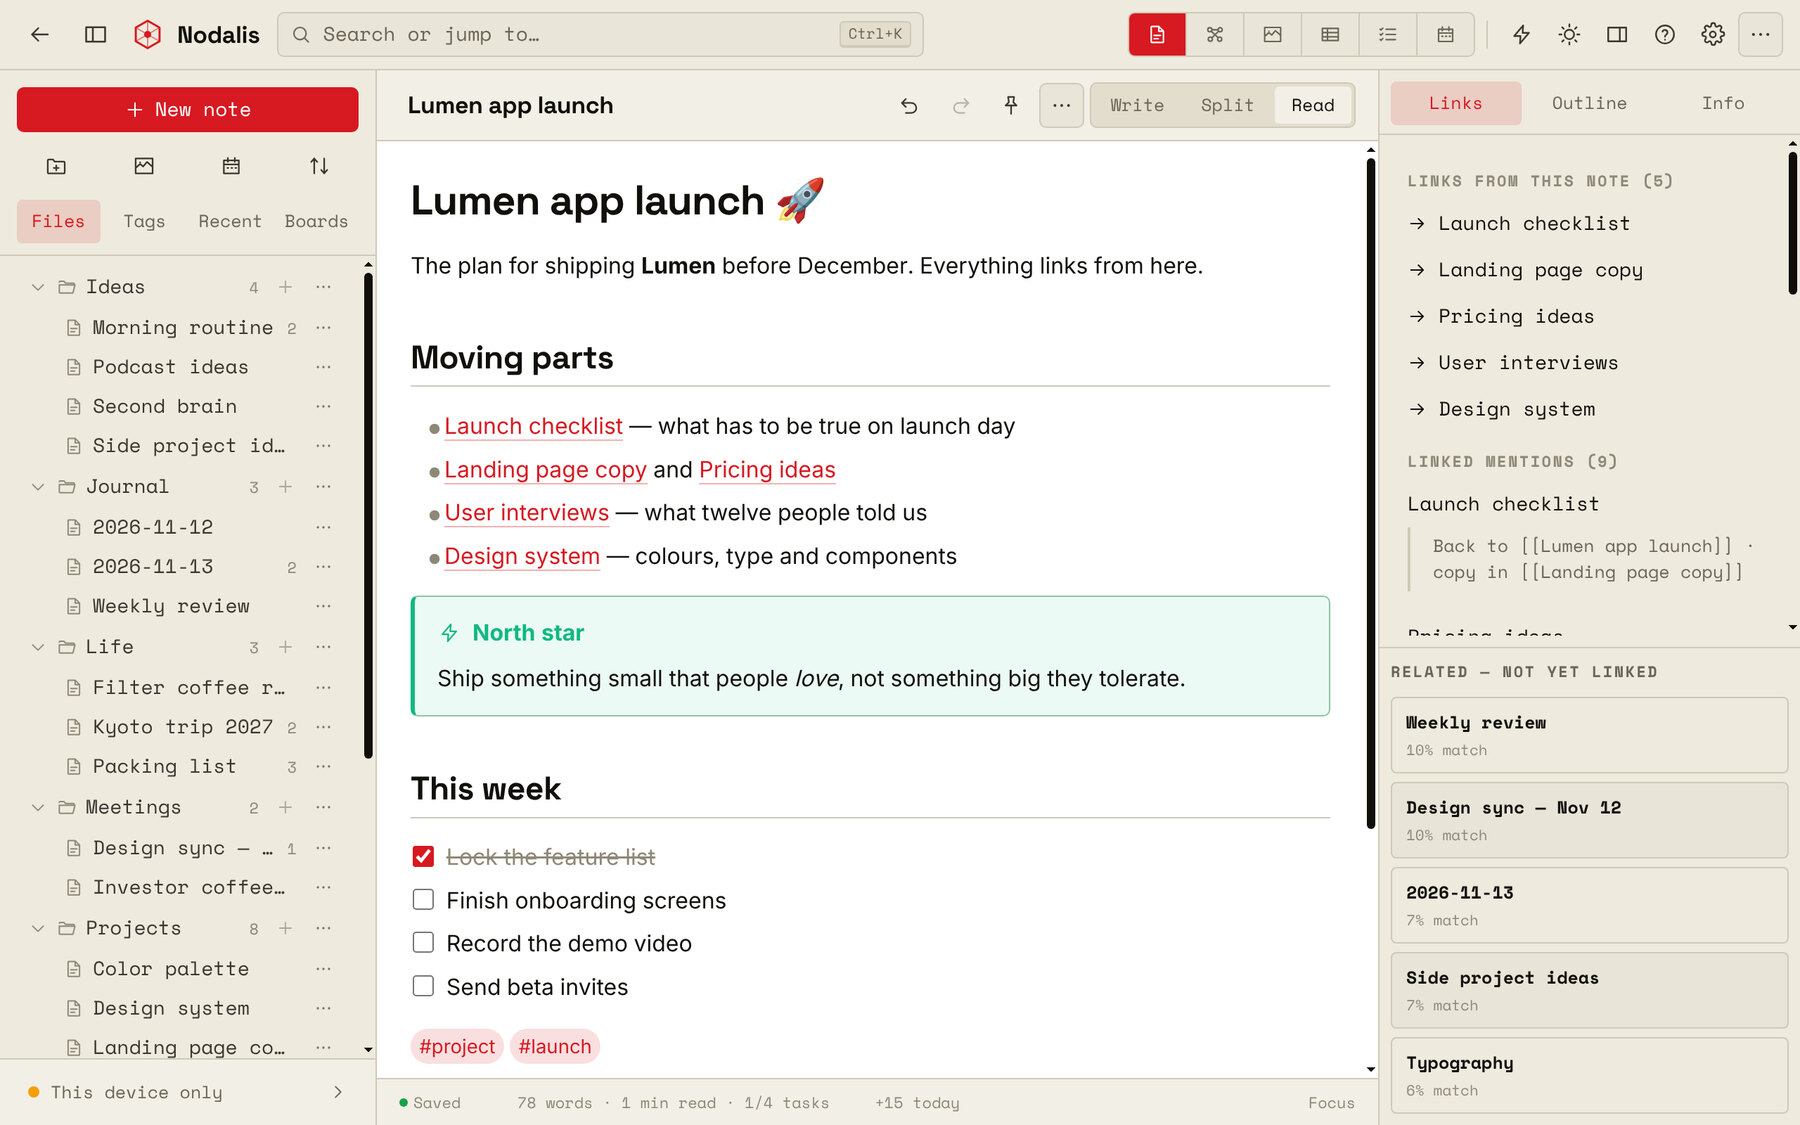 Nodalis
Search or jump to…
Ctrl+K
+ New note
Files
Tags
Recent
Boards
Ideas 4
Morning routine 2
Podcast ideas
Second brain
Side project id…
Journal 3
2026-11-12
2026-11-13 2
Weekly review
Life 3
Filter coffee r…
Kyoto trip 2027 2
Packing list 3
Meetings 2
Design sync — … 1
Investor coffee…
Projects 8
Color palette
Design system
Landing page co…
This device only
Lumen app launch
Write
Split
Read
Lumen app launch 🚀
The plan for shipping Lumen before December. Everything links from here.
Moving parts
Launch checklist — what has to be true on launch day
Landing page copy and Pricing ideas
User interviews — what twelve people told us
Design system — colours, type and components
North star
Ship something small that people love, not something big they tolerate.
This week
Lock the feature list
Finish onboarding screens
Record the demo video
Send beta invites
#project #launch
Saved
78 words · 1 min read · 1/4 tasks
+15 today
Focus
Links
Outline
Info
LINKS FROM THIS NOTE (5)
→ Launch checklist
→ Landing page copy
→ Pricing ideas
→ User interviews
→ Design system
LINKED MENTIONS (9)
Launch checklist
Back to [[Lumen app launch]] ·
copy in [[Landing page copy]]
Pricing ideas
RELATED — NOT YET LINKED
Weekly review
10% match
Design sync — Nov 12
10% match
2026-11-13
7% match
Side project ideas
7% match
Typography
6% match